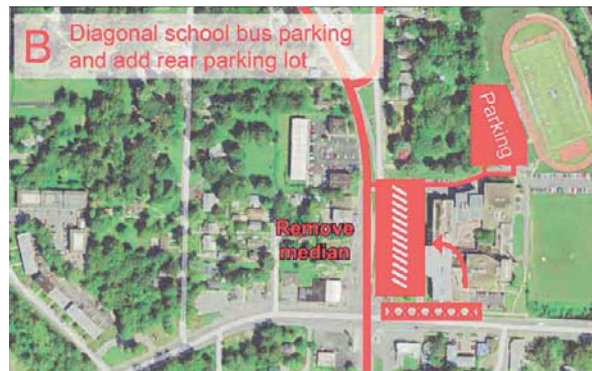 B
Diagonal school bus parking
and add rear parking lot
Parking
Remove
median